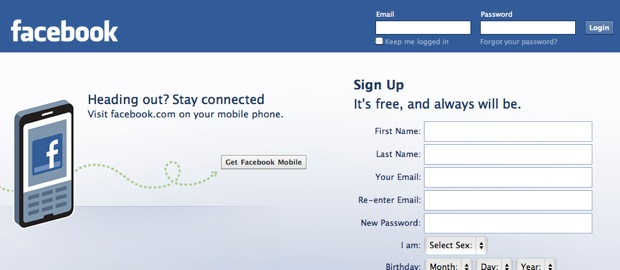 facebook
Email
Password
Login
Keep me logged in
Forgot your password?
Heading out? Stay connected
Visit facebook.com on your mobile phone.
f
Get Facebook Mobile
Sign Up
It's free, and always will be.
First Name:
Last Name:
Your Email:
Re-enter Email:
New Password:
I am: Select Sex:
Birthday: Month: Day: Year: